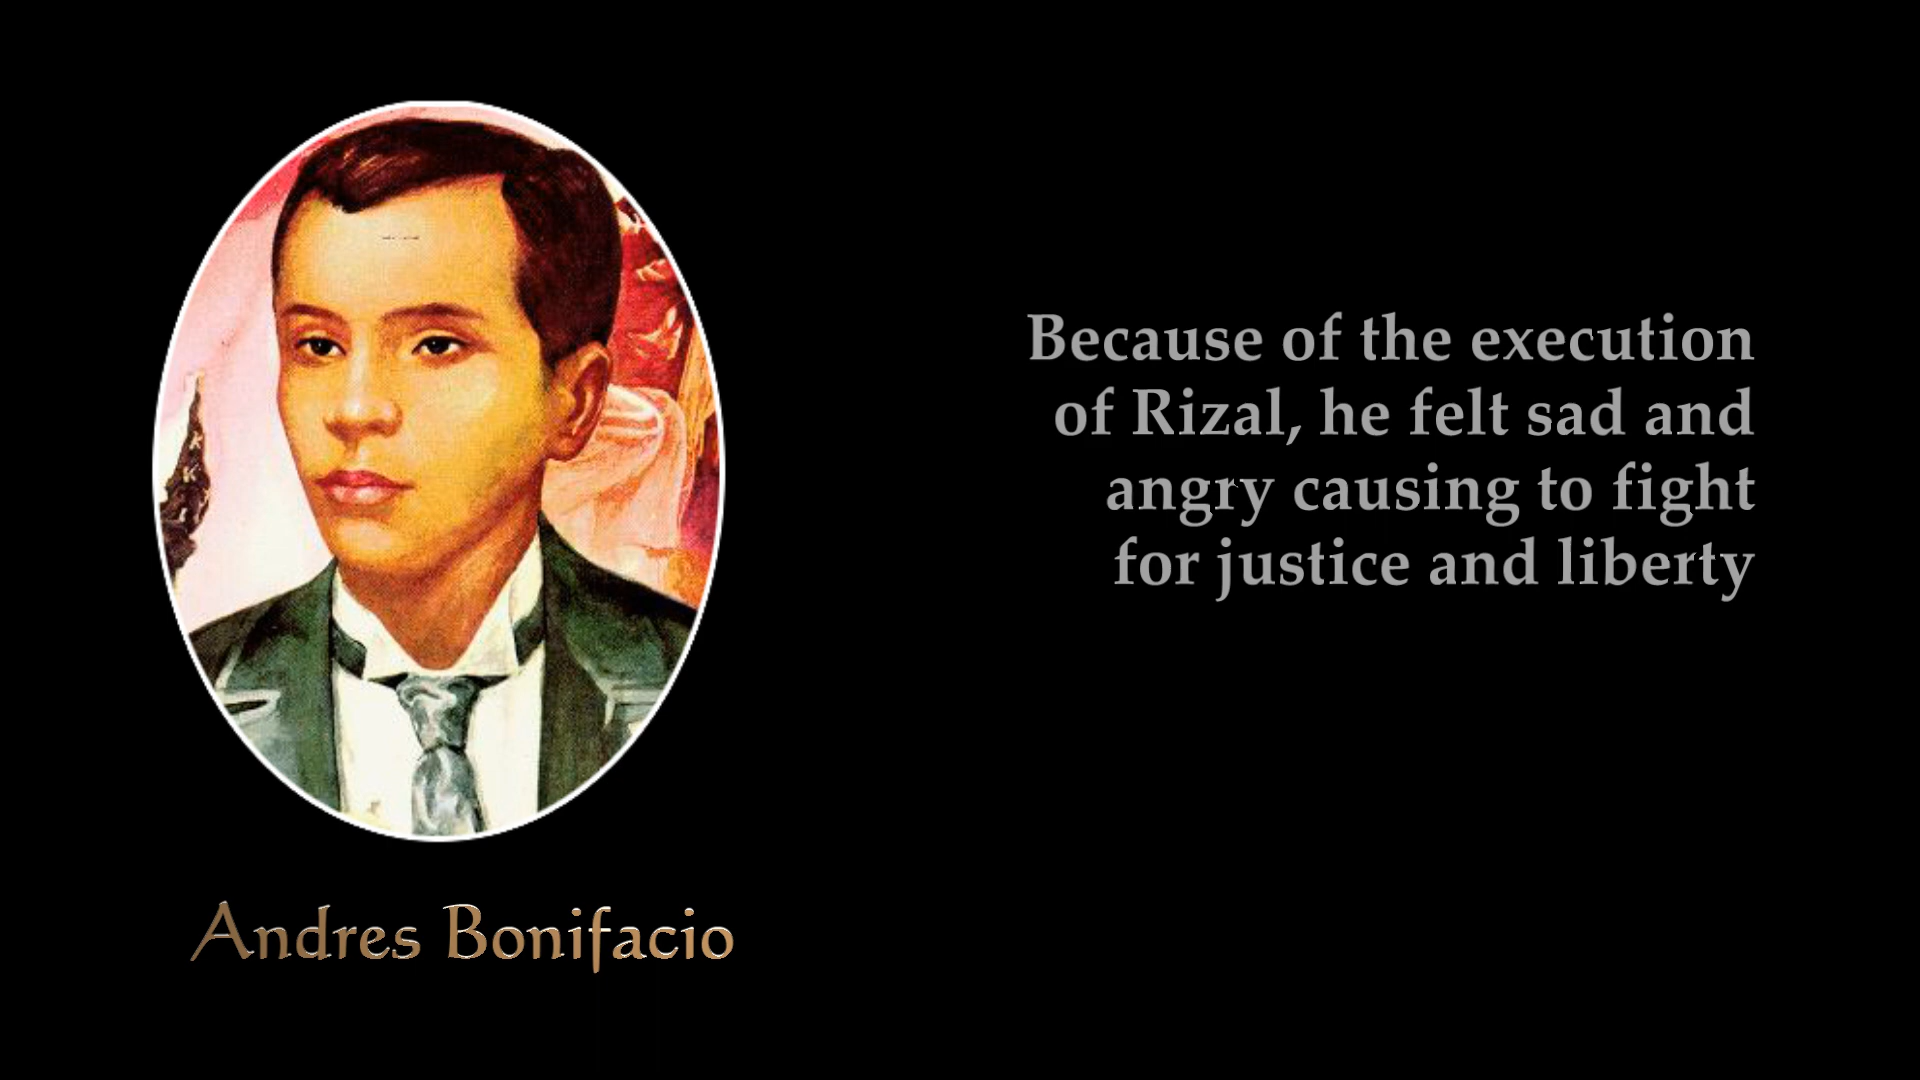 Because of the execution
of Rizal, he felt sad and
angry causing to fight
for justice and liberty
Andres Bonifacio